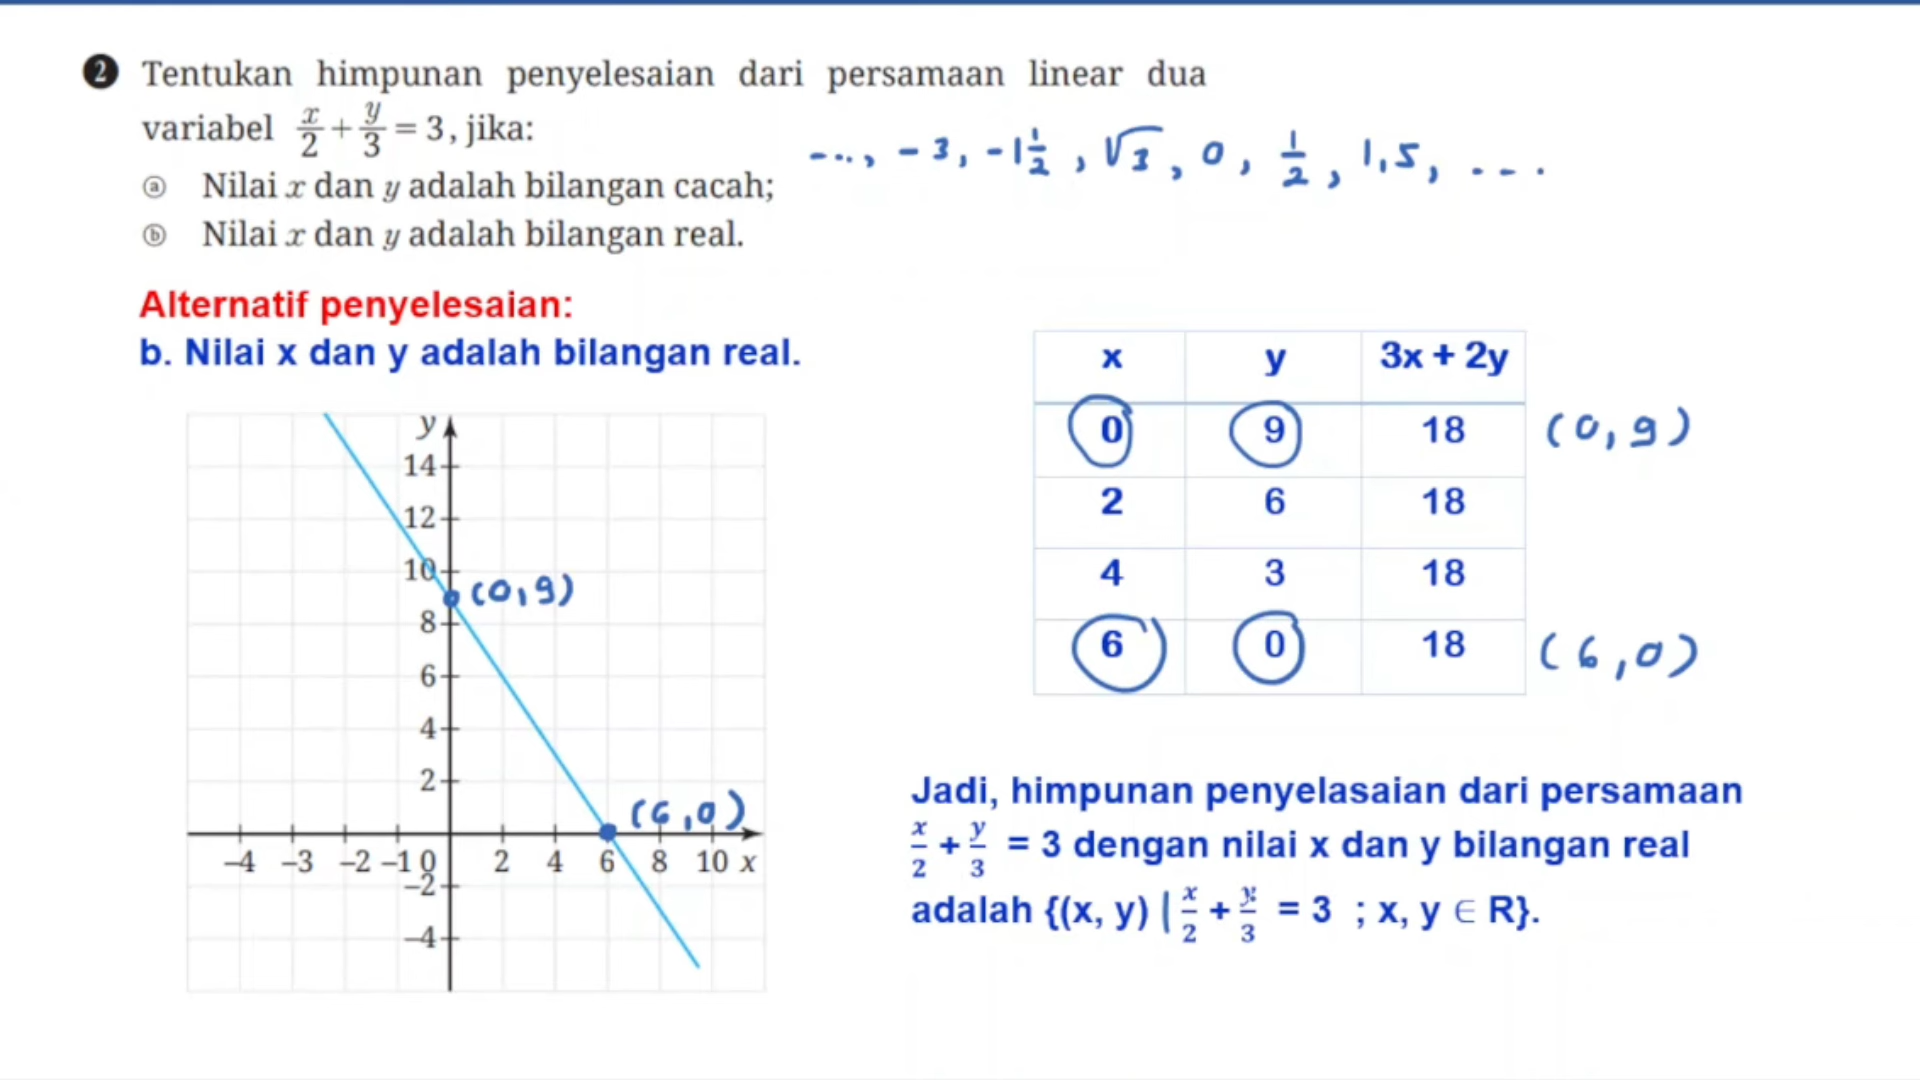 2 Tentukan himpunan penyelesaian dari persamaan linear dua
variabel x/2 + y/3 = 3, jika:
..., -3, -1 1/2, √3, 0, 1/2, 1,5, ....
ⓐ Nilai x dan y adalah bilangan cacah;
ⓑ Nilai x dan y adalah bilangan real.
Alternatif penyelesaian:
b. Nilai x dan y adalah bilangan real.
y
14
12
10
(0,9)
8
6
4
2
(6,0)
–4 –3 –2 –1 0 2 4 6 8 10 x
–2
–4
x y 3x + 2y
0 9 18 (0,9)
2 6 18
4 3 18
6 0 18 (6,0)
Jadi, himpunan penyelasaian dari persamaan
x/2 + y/3 = 3 dengan nilai x dan y bilangan real
adalah {(x, y) | x/2 + y/3 = 3 ; x, y ∈ R}.